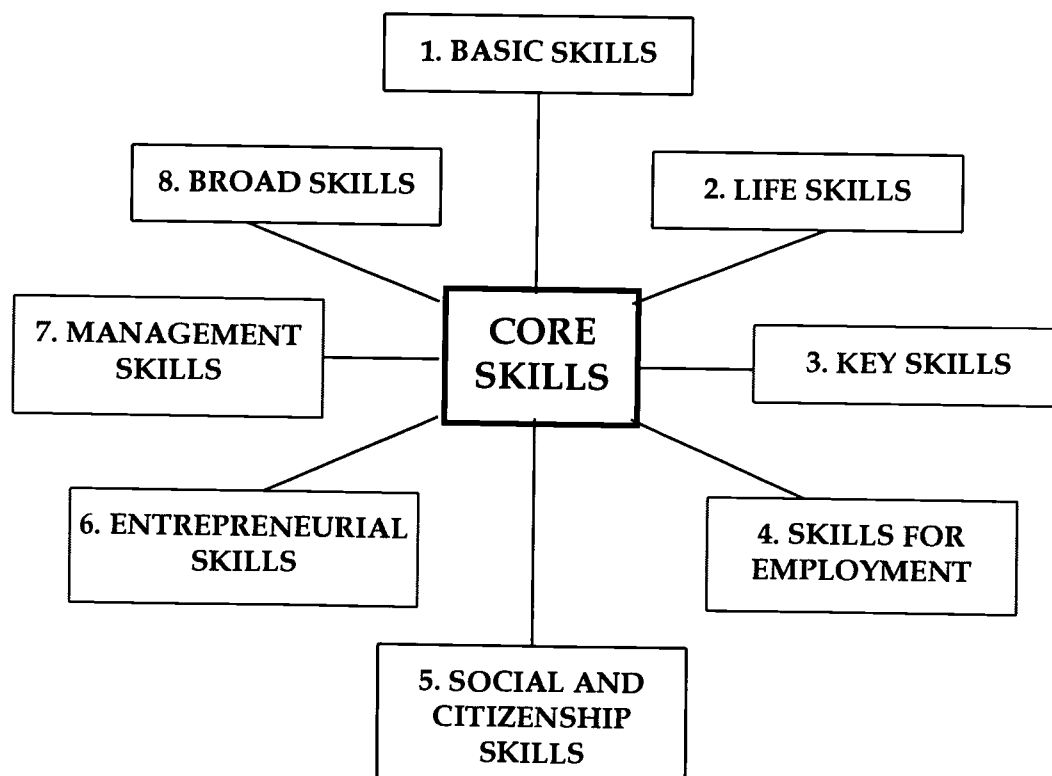 1. BASIC SKILLS
8. BROAD SKILLS
2. LIFE SKILLS
7. MANAGEMENT
SKILLS
CORE
SKILLS
3. KEY SKILLS
6. ENTREPRENEURIAL
SKILLS
4. SKILLS FOR
EMPLOYMENT
5. SOCIAL AND
CITIZENSHIP
SKILLS